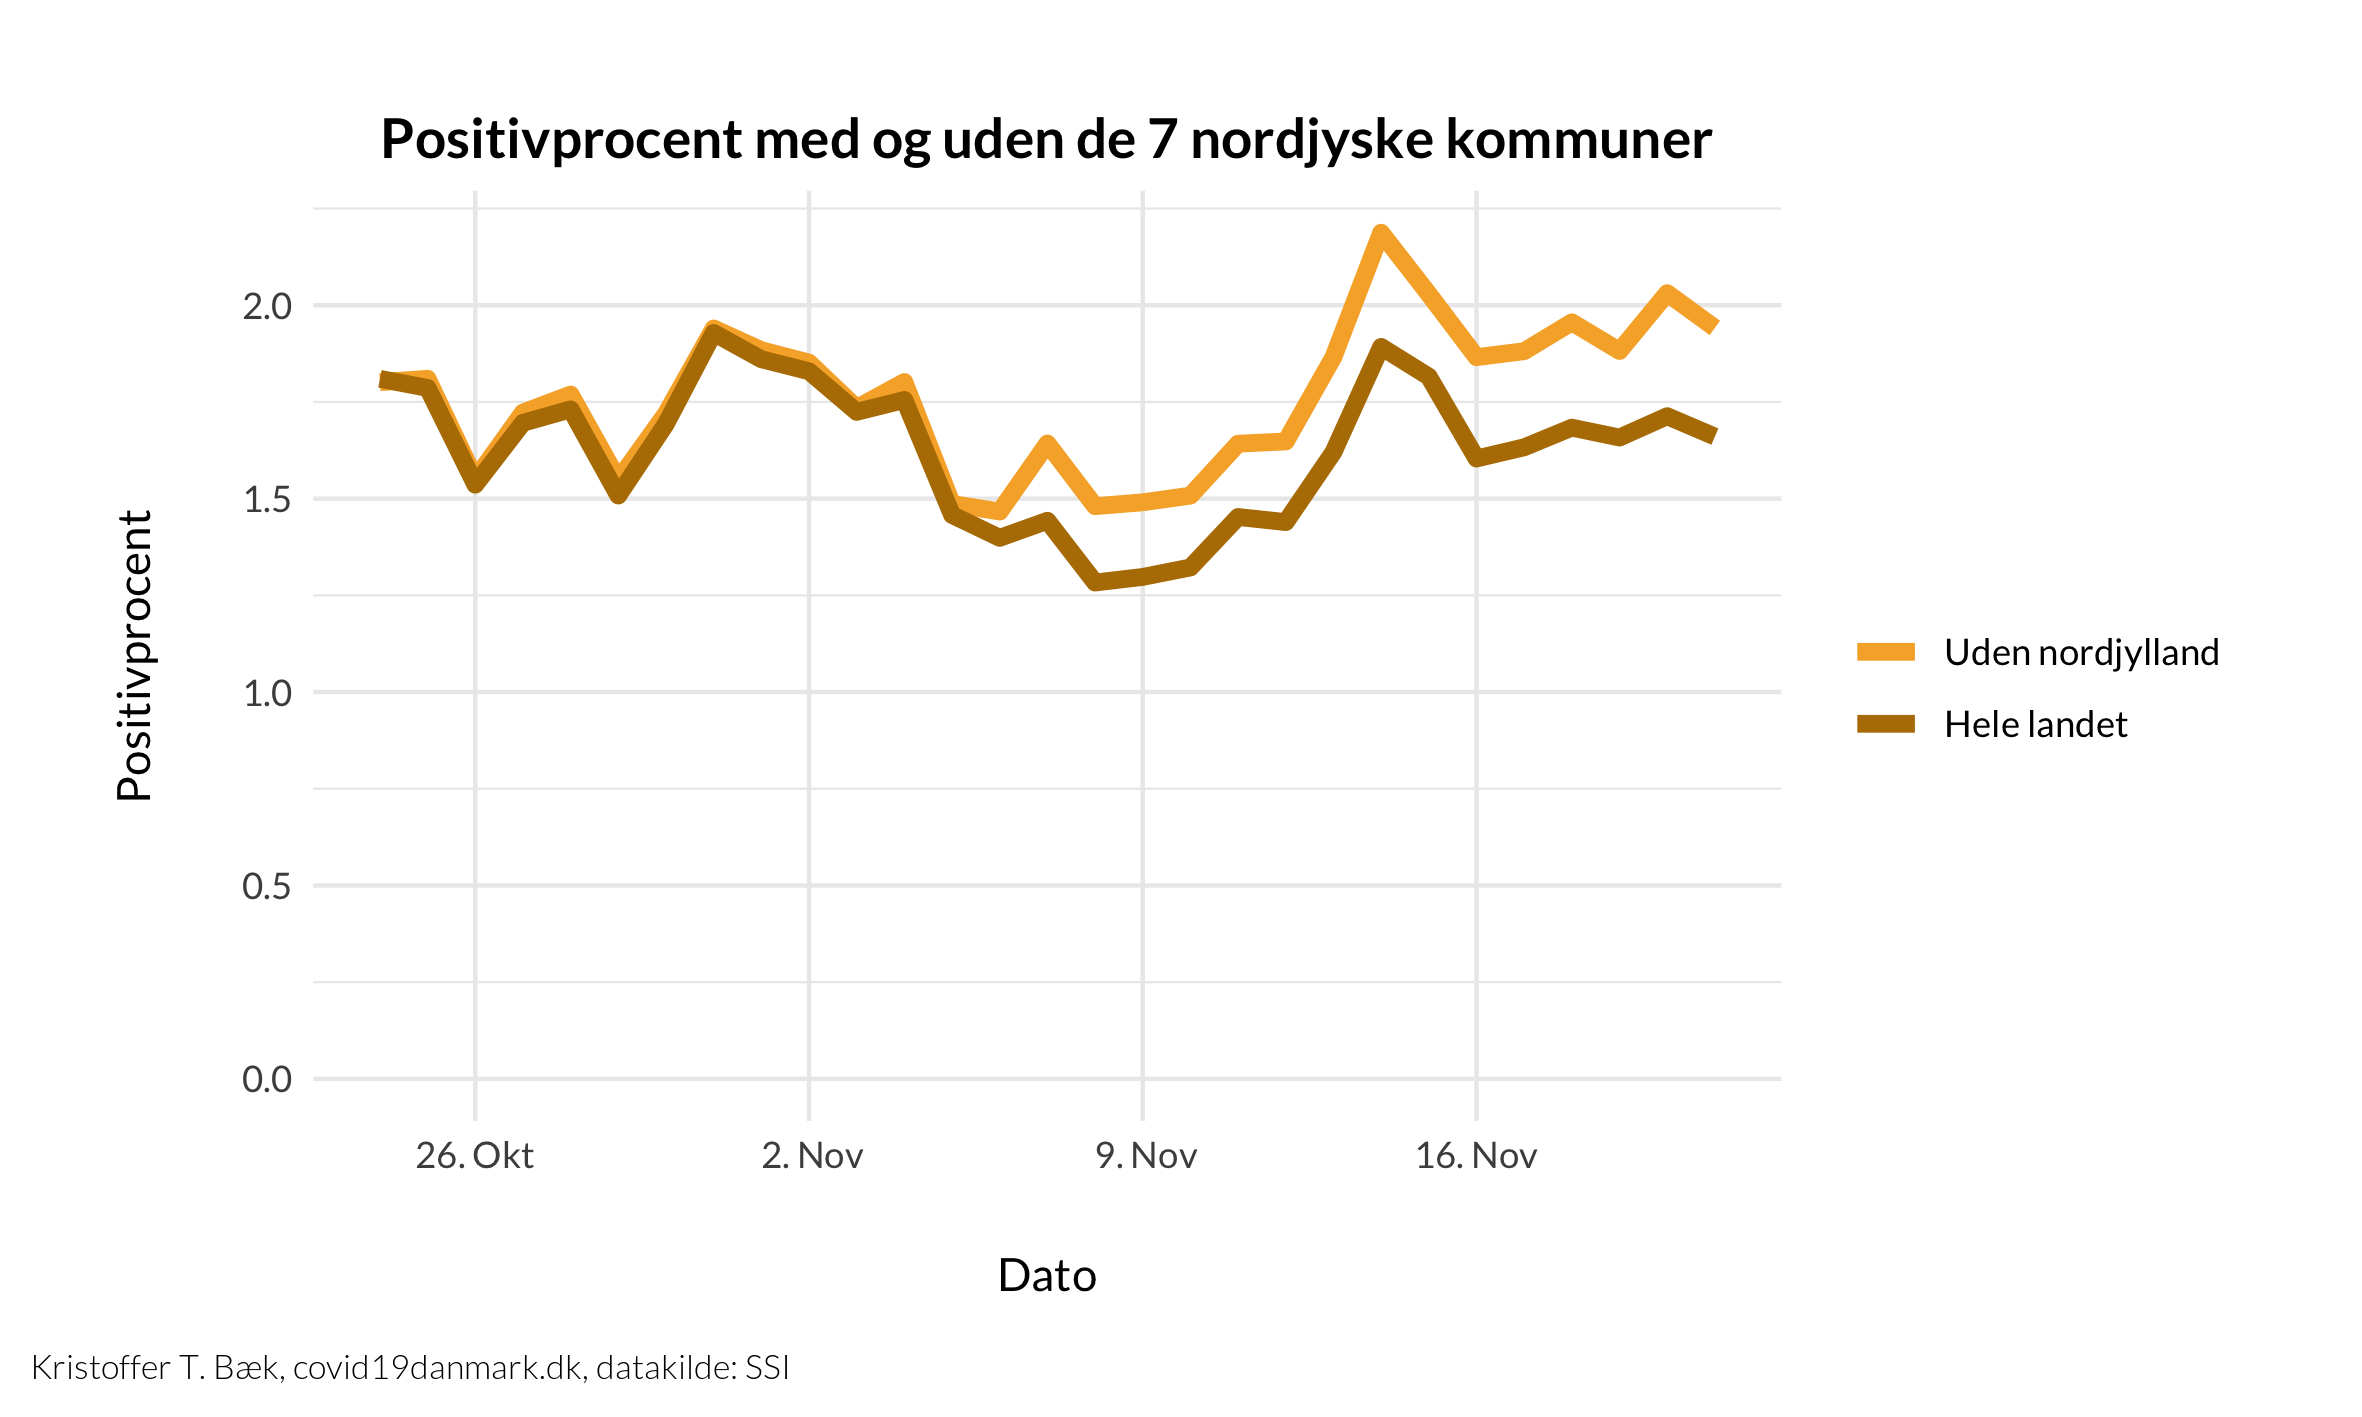 Positivprocent med og uden de 7 nordjyske kommuner
Positivprocent
2.0
1.5
1.0
0.5
0.0
26. Okt
2. Nov
9. Nov
16. Nov
Dato
Uden nordjylland
Hele landet
Kristoffer T. Bæk, covid19danmark.dk, datakilde: SSI